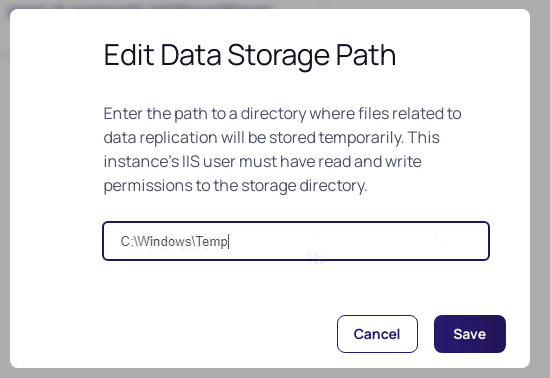 Edit Data Storage Path
Enter the path to a directory where files related to
data replication will be stored temporarily. This
instance's IIS user must have read and write
permissions to the storage directory.
C:\Windows\Temp
Cancel
Save